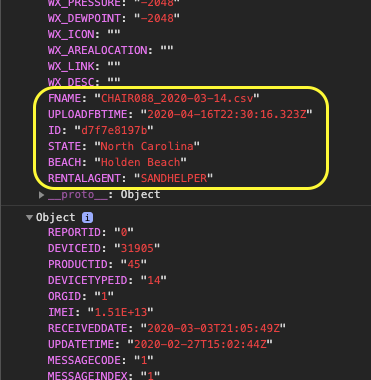 WX_PRESSURE: "-2048"
WX_DEWPOINT: "-2048"
WX_ICON: ""
WX_AREALOCATION: ""
WX_LINK: ""
WX_DESC: ""
FNAME: "CHAIR088_2020-03-14.csv"
UPLOADFBTIME: "2020-04-16T22:30:16.323Z"
ID: "d7f7e8197b"
STATE: "North Carolina"
BEACH: "Holden Beach"
RENTALAGENT: "SANDHELPER"
▶__proto__: Object
▼Object i
REPORTID: "0"
DEVICEID: "31905"
PRODUCTID: "45"
DEVICETYPEID: "14"
ORGID: "1"
IMEI: "1.51E+13"
RECEIVEDDATE: "2020-03-03T21:05:49Z"
UPDATETIME: "2020-02-27T15:02:44Z"
MESSAGECODE: "1"
MESSAGEINDEX: "1"